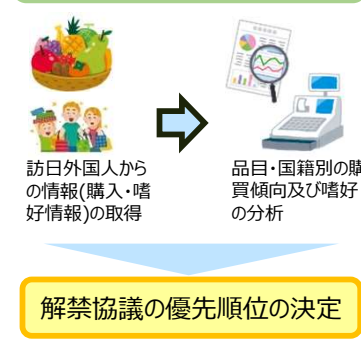 訪日外国人から
の情報(購入・嗜
好情報)の取得
品目・国籍別の購
買傾向及び嗜好
の分析
解禁協議の優先順位の決定